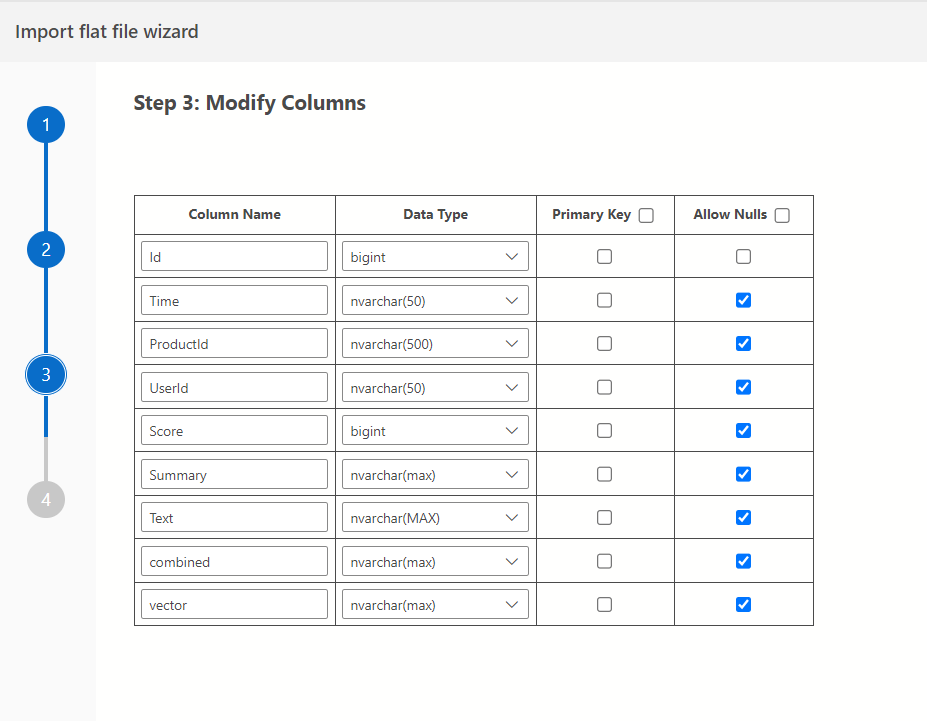 Import flat file wizard
1
2
3
4
Step 3: Modify Columns
Column Name Data Type Primary Key Allow Nulls
Id bigint
Time nvarchar(50)
ProductId nvarchar(500)
UserId nvarchar(50)
Score bigint
Summary nvarchar(max)
Text nvarchar(MAX)
combined nvarchar(max)
vector nvarchar(max)